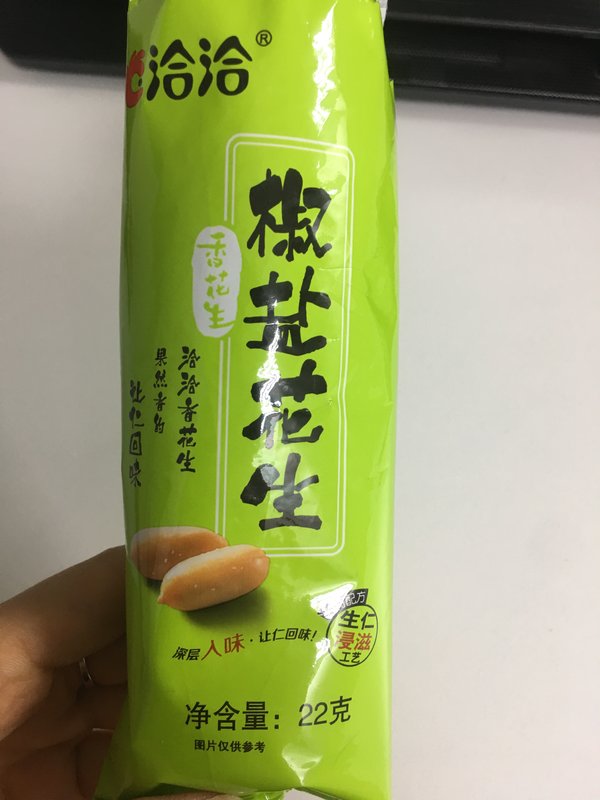 洽洽®
椒盐花生
香花生
洽洽香花生
果然香的
回味
深层入味·让仁回味!
配方
生仁
浸滋
工艺
净含量：22克
图片仅供参考